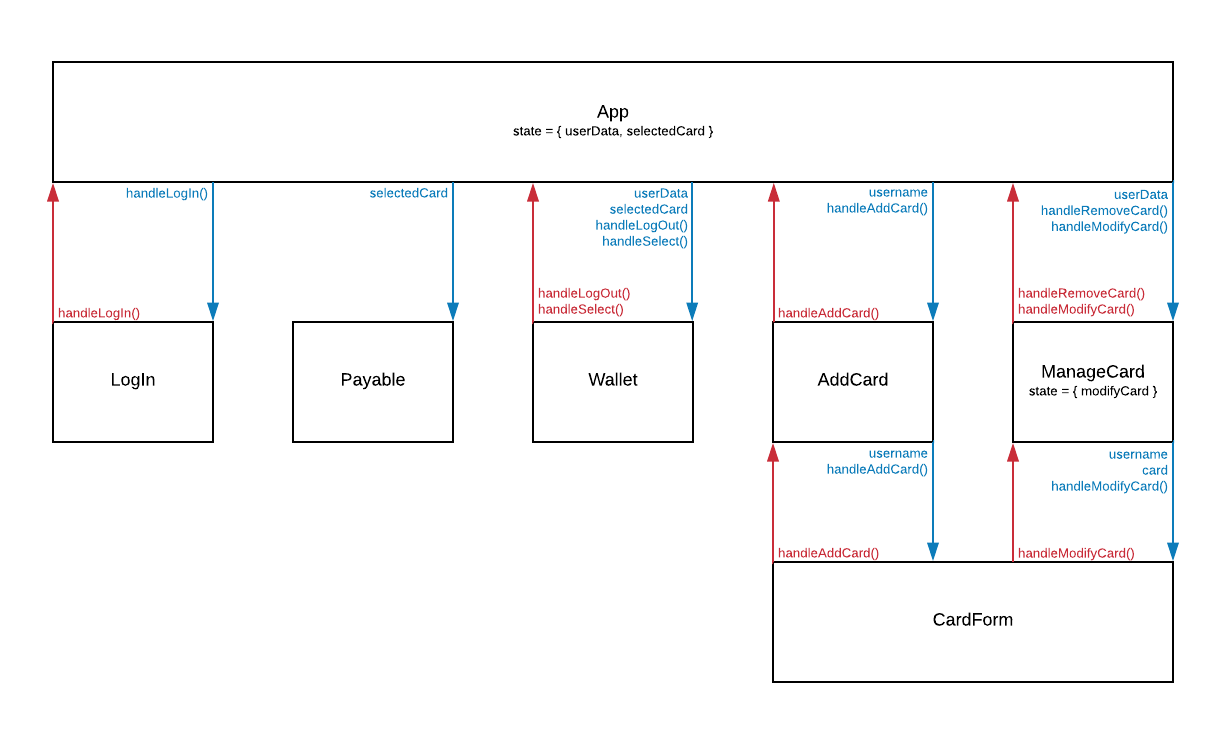 App
state = { userData, selectedCard }
handleLogIn()
handleLogIn()
LogIn
selectedCard
Payable
userData
selectedCard
handleLogOut()
handleSelect()
handleLogOut()
handleSelect()
Wallet
username
handleAddCard()
handleAddCard()
AddCard
userData
handleRemoveCard()
handleModifyCard()
handleRemoveCard()
handleModifyCard()
ManageCard
state = { modifyCard }
username
handleAddCard()
handleAddCard()
username
card
handleModifyCard()
handleModifyCard()
CardForm